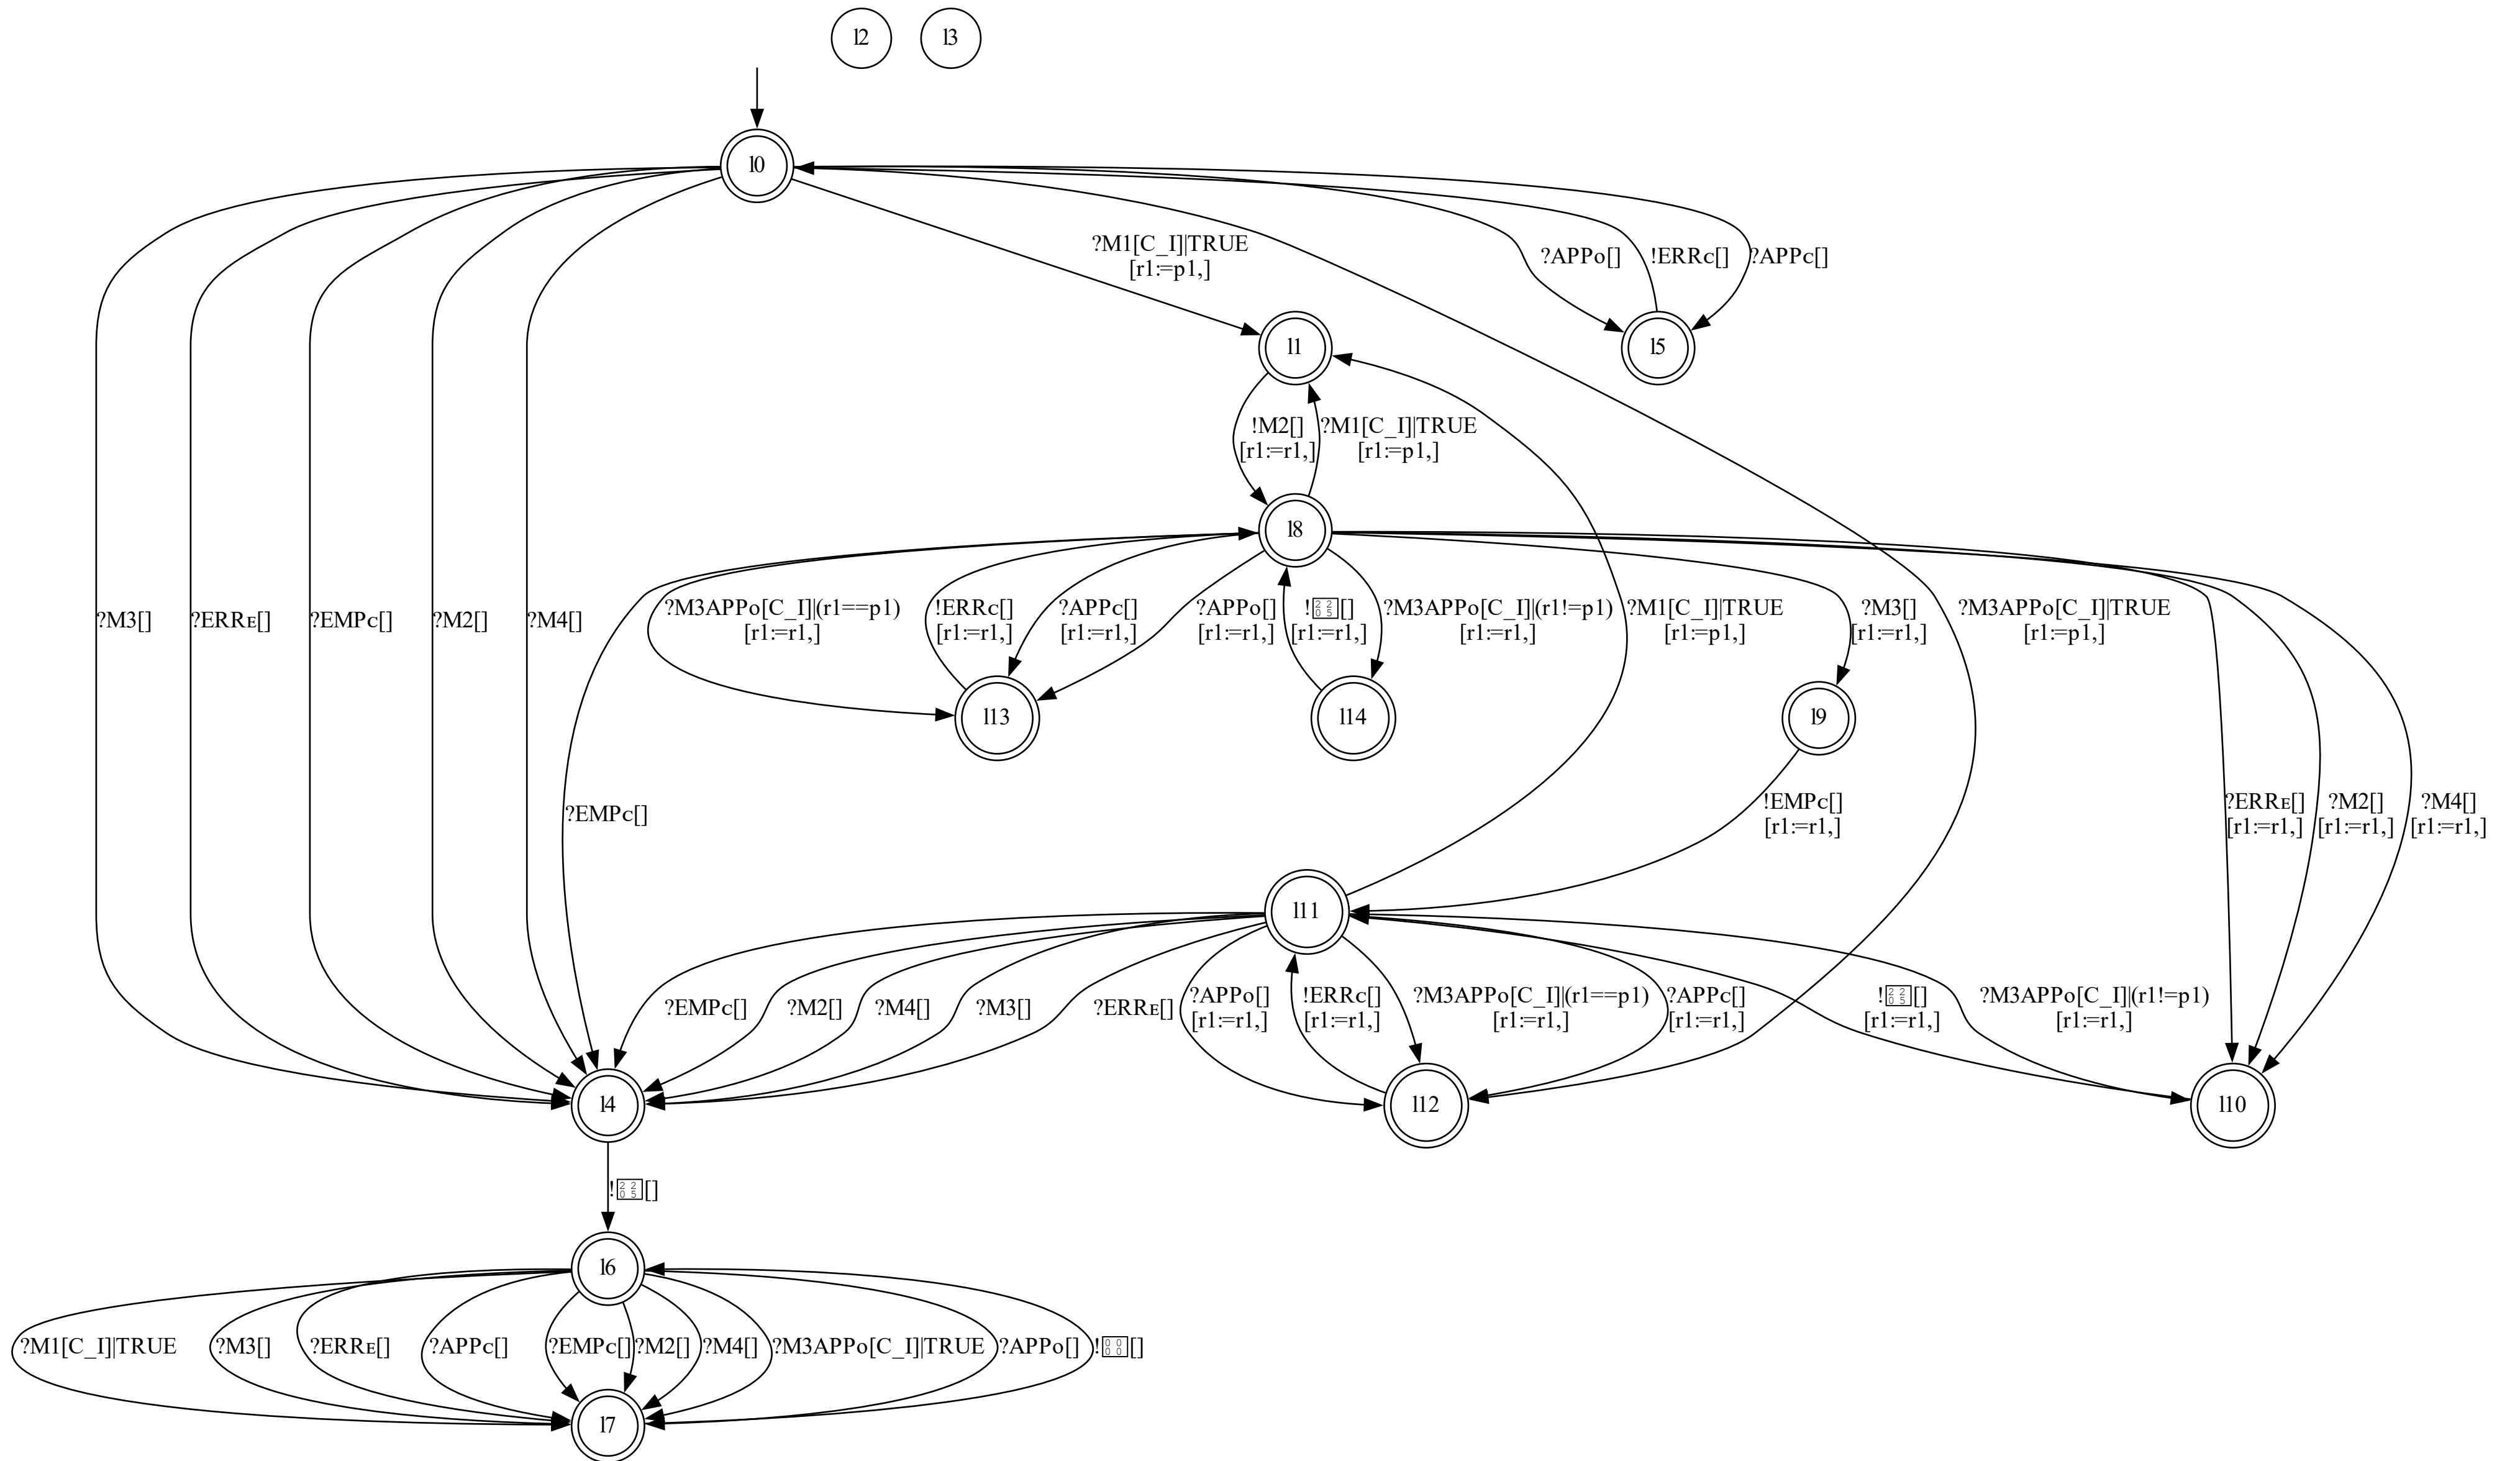 l2
l3
l0
?M1[C_I]|TRUE
[r1:=p1,]
?APPo[]
!ERRc[]
?APPc[]
l1
l5
!M2[]
[r1:=r1,]
?M1[C_I]|TRUE
[r1:=p1,]
l8
?M3[]
?ERRᴇ[]
?EMPc[]
?M2[]
?M4[]
?M3APPo[C_I]|(r1==p1)
[r1:=r1,]
!ERRc[]
[r1:=r1,]
?APPc[]
[r1:=r1,]
?APPo[]
[r1:=r1,]
!∅[]
[r1:=r1,]
?M3APPo[C_I]|(r1!=p1)
[r1:=r1,]
?M1[C_I]|TRUE
[r1:=p1,]
?M3[]
[r1:=r1,]
?M3APPo[C_I]|TRUE
[r1:=p1,]
l13
l14
l9
?EMPc[]
!EMPc[]
[r1:=r1,]
?ERRᴇ[]
[r1:=r1,]
?M2[]
[r1:=r1,]
?M4[]
[r1:=r1,]
l11
?EMPc[]
?M2[]
?M4[]
?M3[]
?ERRᴇ[]
?APPo[]
[r1:=r1,]
!ERRc[]
[r1:=r1,]
?M3APPo[C_I]|(r1==p1)
[r1:=r1,]
?APPc[]
[r1:=r1,]
!∅[]
[r1:=r1,]
?M3APPo[C_I]|(r1!=p1)
[r1:=r1,]
l4
l12
l10
!∅[]
l6
?M1[C_I]|TRUE
?M3[]
?ERRᴇ[]
?APPc[]
?EMPc[]
?M2[]
?M4[]
?M3APPo[C_I]|TRUE
?APPo[]
![]
l7